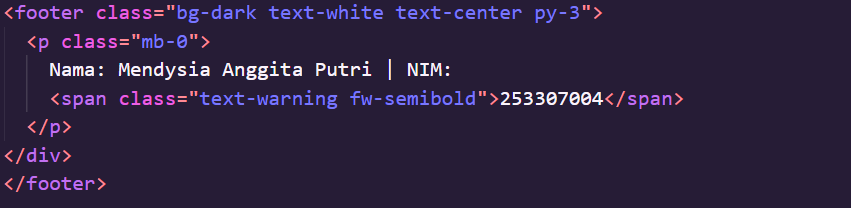 <footer class="bg-dark text-white text-center py-3">
<p class="mb-0">
Nama: Mendysia Anggita Putri | NIM:
<span class="text-warning fw-semibold">253307004</span>
</p>
</div>
</footer>